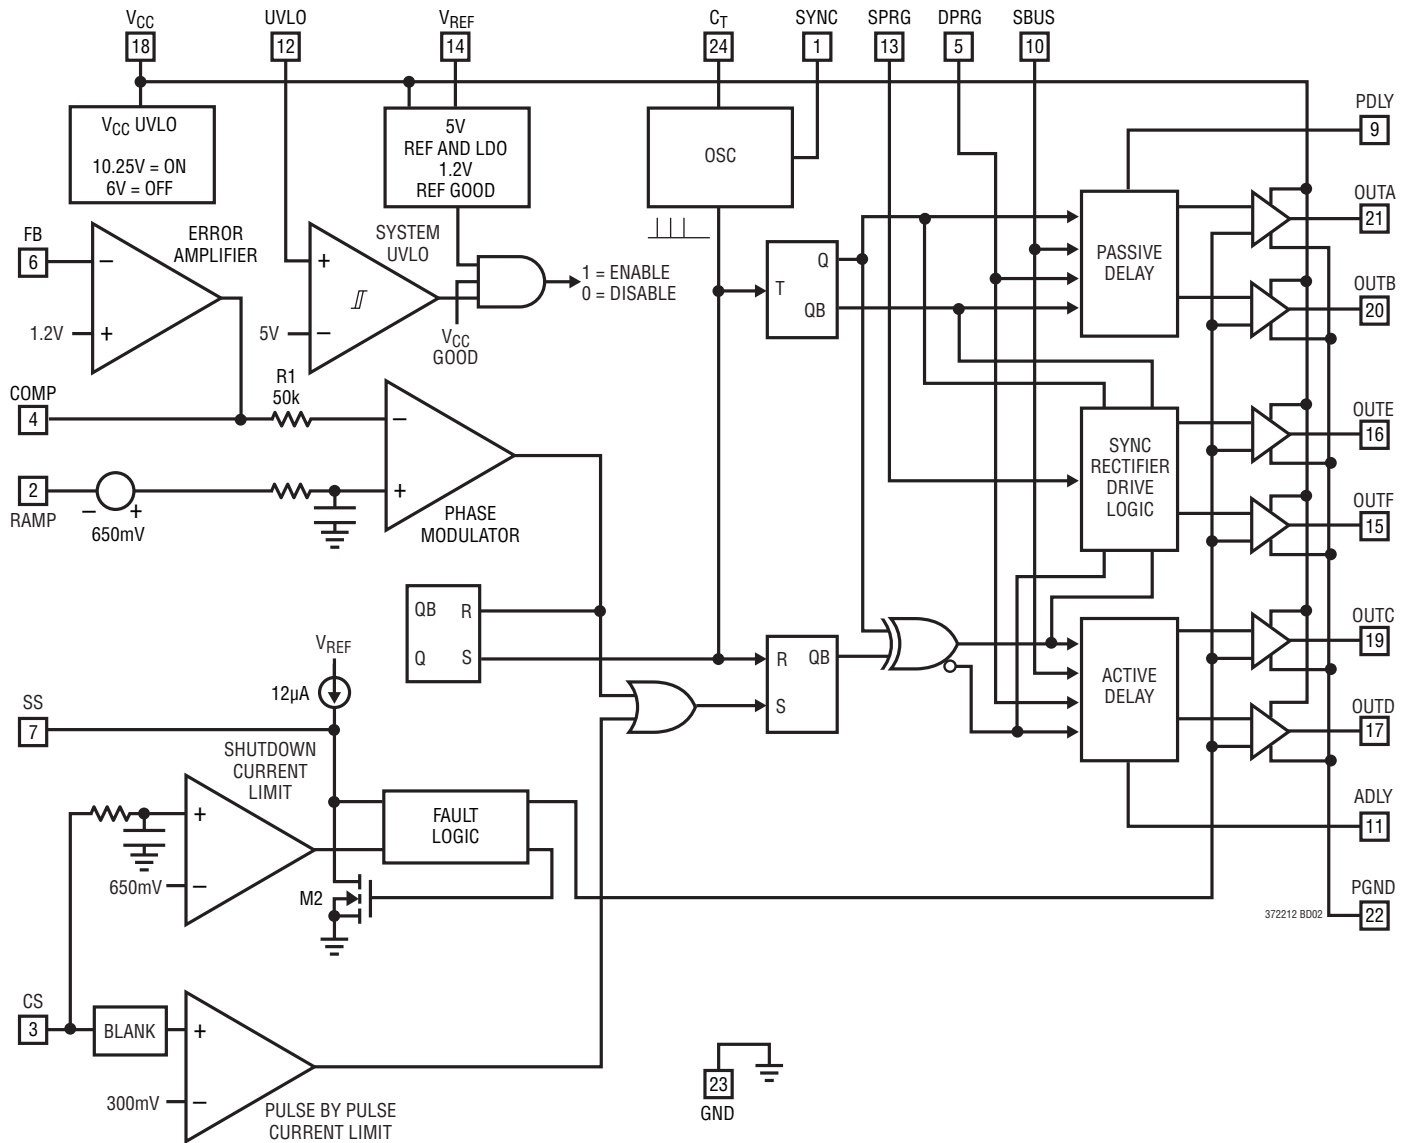 VCC
18
UVLO
12
VREF
14
CT
24
SYNC
1
SPRG
13
DPRG
5
SBUS
10
VCC UVLO
10.25V = ON
6V = OFF
5V
REF AND LDO
1.2V
REF GOOD
OSC
PDLY
9
OUTA
21
FB
6
ERROR
AMPLIFIER
−
1.2V
+
SYSTEM
UVLO
+
5V
−
1 = ENABLE
0 = DISABLE
VCC
GOOD
T
Q
QB
PASSIVE
DELAY
OUTB
20
COMP
4
R1
50k
−
+
PHASE
MODULATOR
2
RAMP
−
+
650mV
SYNC
RECTIFIER
DRIVE
LOGIC
OUTE
16
OUTF
15
QB
R
Q
S
R
QB
S
ACTIVE
DELAY
OUTC
19
OUTD
17
VREF
12µA
SS
7
SHUTDOWN
CURRENT
LIMIT
+
650mV
−
FAULT
LOGIC
M2
ADLY
11
PGND
22
372212 BD02
CS
3
BLANK
+
300mV
−
PULSE BY PULSE
CURRENT LIMIT
23
GND